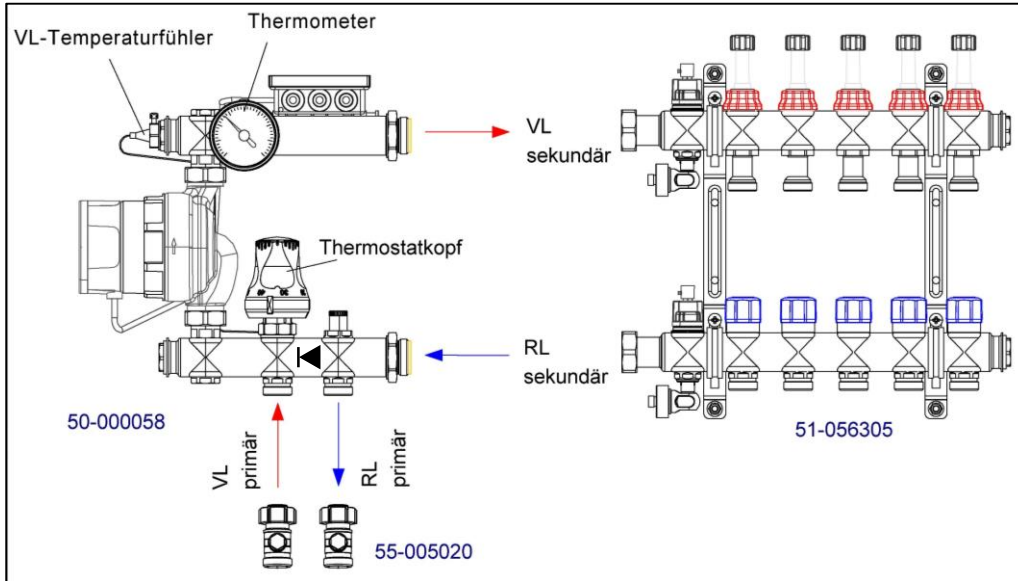 Thermometer
VL-Temperaturfühler
VL
sekundär
Thermostatkopf
RL
sekundär
50-000058
51-056305
VL
primär
RL
primär
55-005020